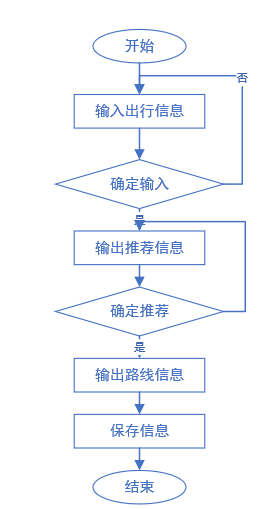 开始
否
输入出行信息
确定输入
是
输出推荐信息
确定推荐
是
输出路线信息
保存信息
结束